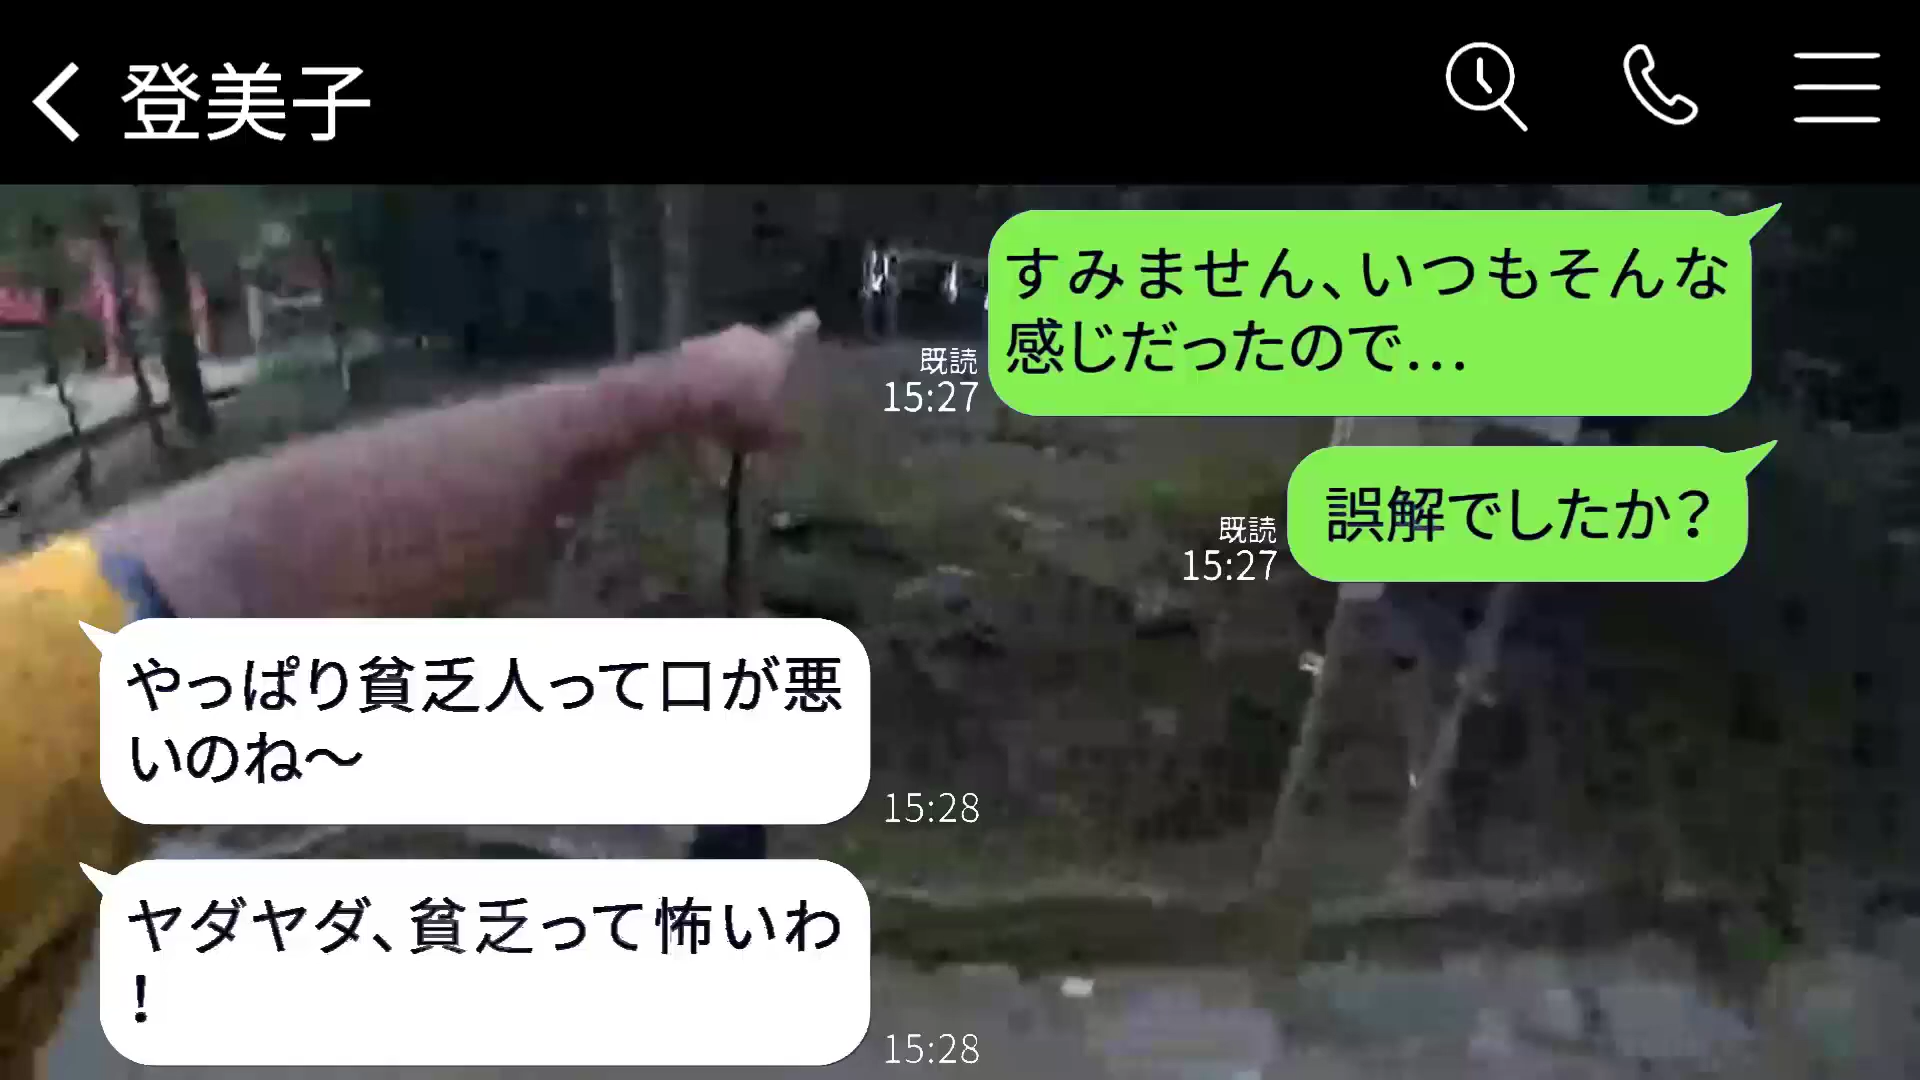 登美子
すみません、いつもそんな
感じだったので…
既読
15:27
誤解でしたか？
既読
15:27
やっぱり貧乏人って口が悪
いのね～
15:28
ヤダヤダ、貧乏って怖いわ
！
15:28